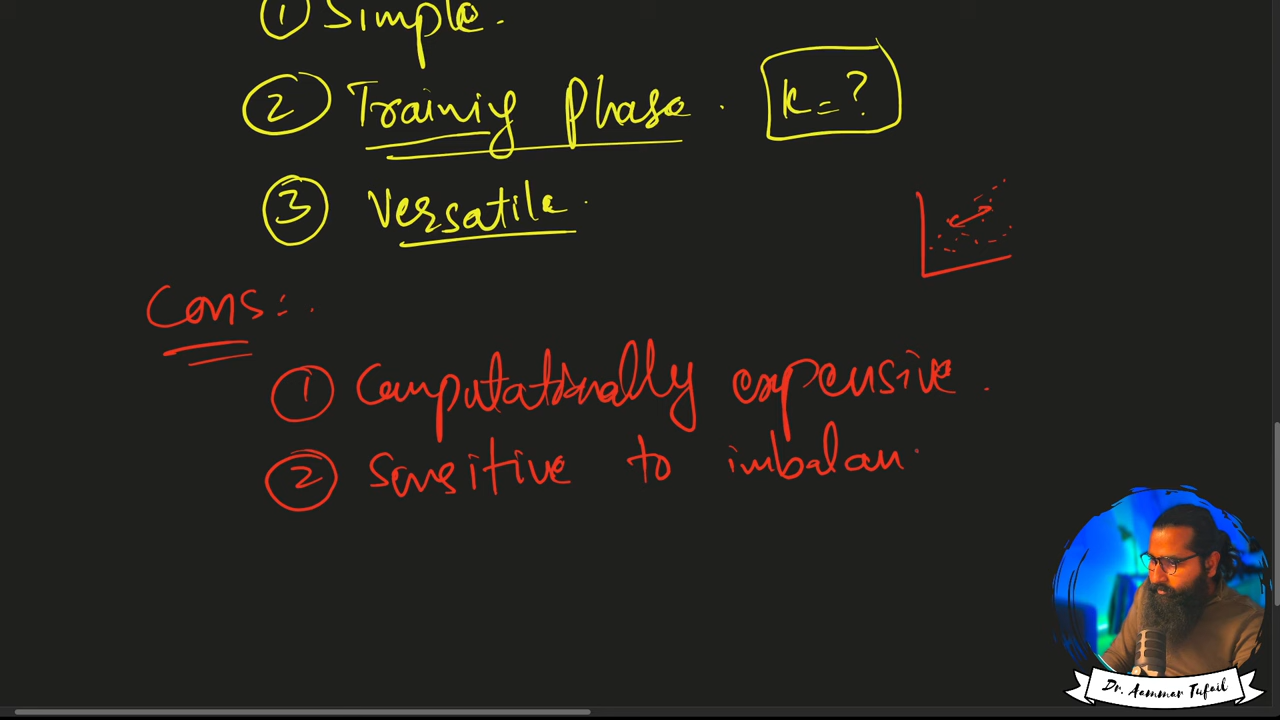 ① Simple.
② Training Phase. K=?
③ Versatile.
Cons:-
① Computationally expensive.
② Sensitive to imbalan
Dr. Aammar Tufail